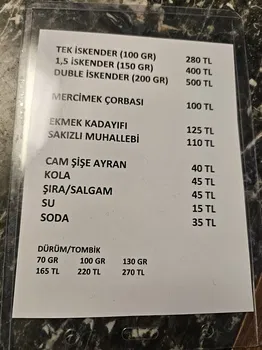 TEK İSKENDER (100 GR) 280 TL
1,5 İSKENDER (150 GR) 400 TL
DUBLE İSKENDER (200 GR) 500 TL
MERCİMEK ÇORBASI 100 TL
EKMEK KADAYIFI 125 TL
SAKIZLI MUHALLEBİ 110 TL
CAM ŞİŞE AYRAN 40 TL
KOLA 45 TL
ŞIRA/SALGAM 45 TL
SU 15 TL
SODA 35 TL
DÜRÜM/TOMBİK
70 GR 100 GR 130 GR
165 TL 220 TL 270 TL